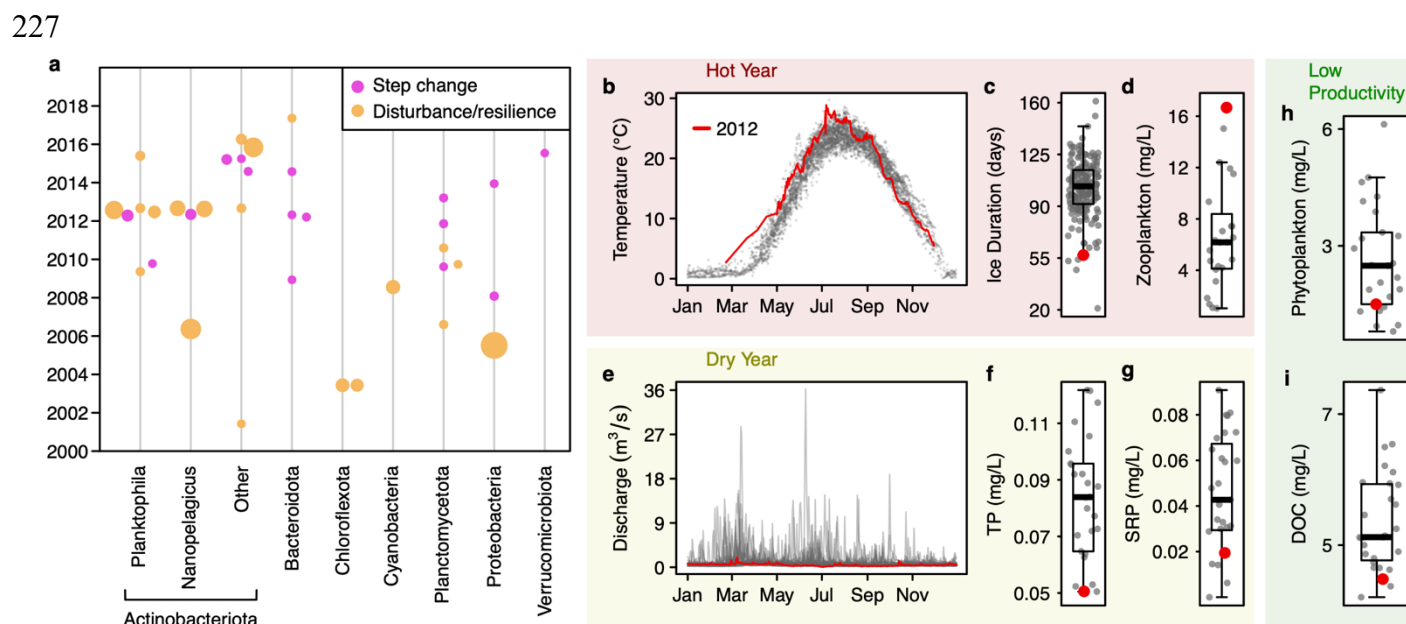 227
a
Step change
Disturbance/resilience
2018
2016
2014
2012
2010
2008
2006
2004
2002
2000
Planktophila
Nanopelagicus
Other
Bacteroidota
Chloroflexota
Cyanobacteria
Planctomycetota
Proteobacteria
Verrucomicrobiota
Actinobacteriota
Hot Year
b
Temperature (°C)
30
20
10
0
2012
Jan Mar May Jul Sep Nov
c
Ice Duration (days)
160
125
90
55
20
d
Zooplankton (mg/L)
16
12
8
4
Dry Year
e
Discharge (m³/s)
36
27
18
9
0
Jan Mar May Jul Sep Nov
f
TP (mg/L)
0.11
0.09
0.07
0.05
g
SRP (mg/L)
0.08
0.06
0.04
0.02
Low
Productivity
h
Phytoplankton (mg/L)
6
3
i
DOC (mg/L)
7
5